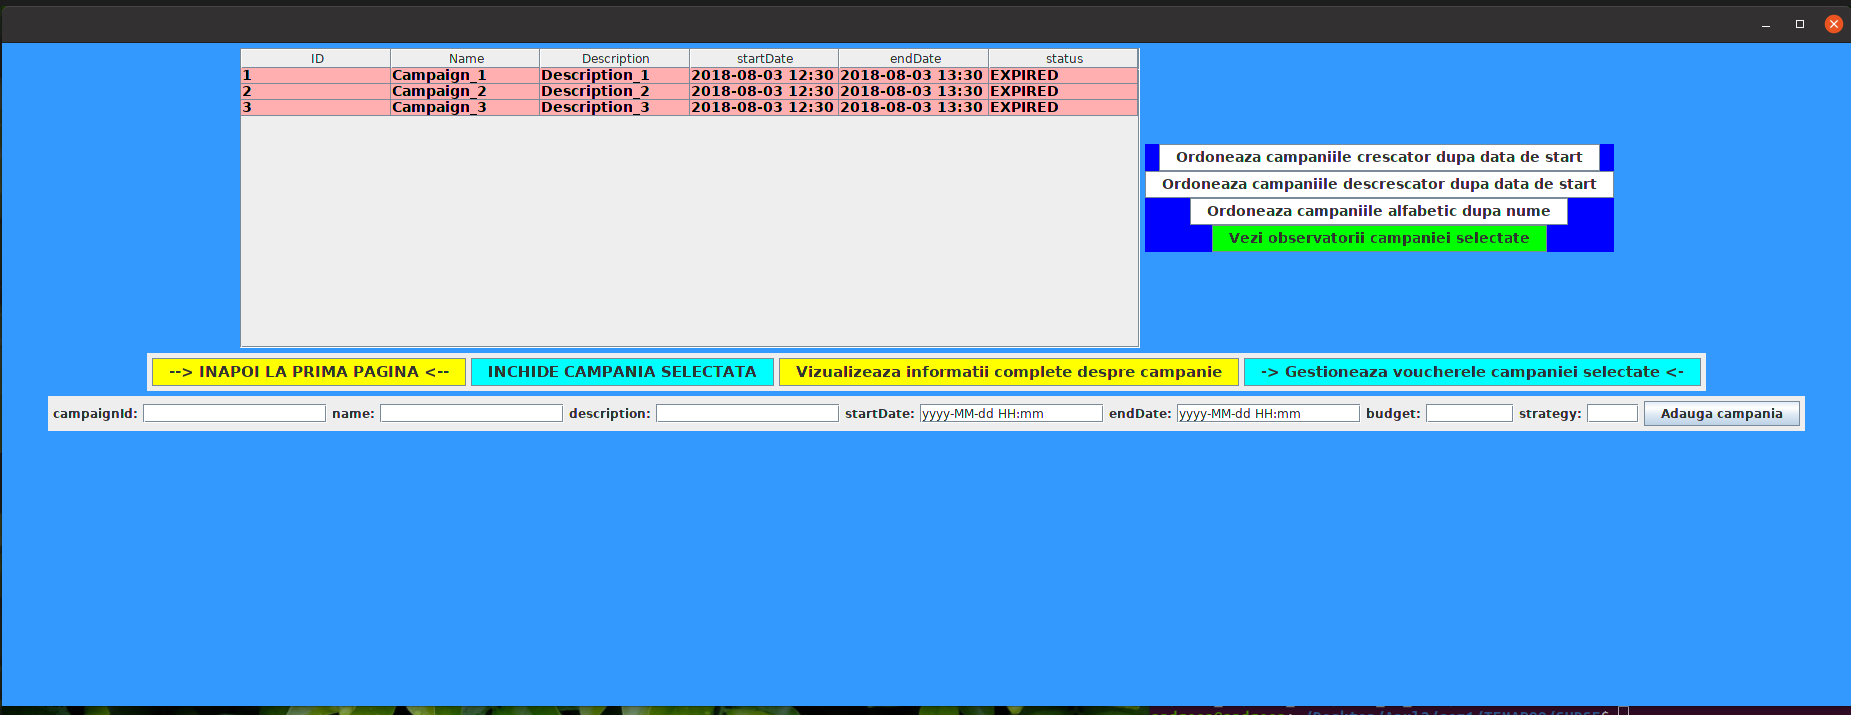 ID Name Description startDate endDate status
1 Campaign_1 Description_1 2018-08-03 12:30 2018-08-03 13:30 EXPIRED
2 Campaign_2 Description_2 2018-08-03 12:30 2018-08-03 13:30 EXPIRED
3 Campaign_3 Description_3 2018-08-03 12:30 2018-08-03 13:30 EXPIRED
Ordoneaza campaniile crescator dupa data de start
Ordoneaza campaniile descrescator dupa data de start
Ordoneaza campaniile alfabetic dupa nume
Vezi observatorii campaniei selectate
--> INAPOI LA PRIMA PAGINA <-- INCHIDE CAMPANIA SELECTATA Vizualizeaza informatii complete despre campanie -> Gestioneaza voucherele campaniei selectate <-
campaignId: name: description: startDate: yyyy-MM-dd HH:mm endDate: yyyy-MM-dd HH:mm budget: strategy: Adauga campania